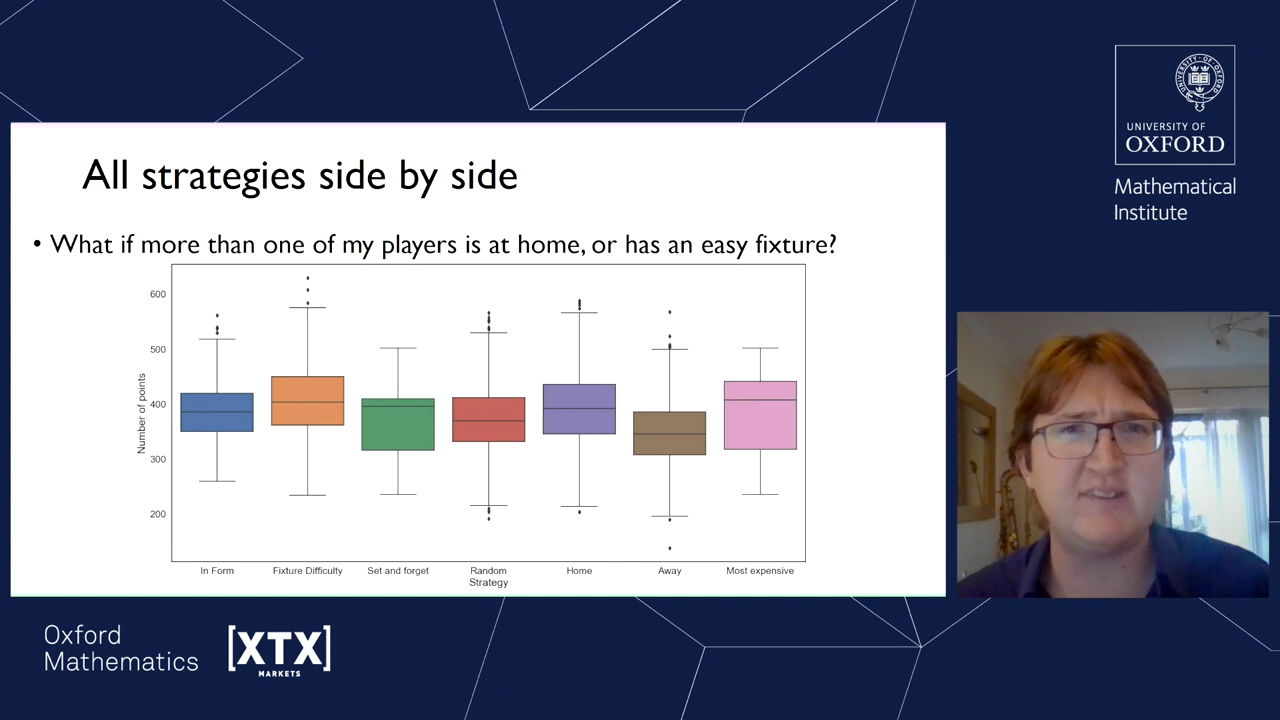 All strategies side by side
• What if more than one of my players is at home, or has an easy fixture?
Number of points
600
500
400
300
200
In Form
Fixture Difficulty
Set and forget
Random
Strategy
Home
Away
Most expensive
UNIVERSITY OF
OXFORD
Mathematical
Institute
Oxford
Mathematics
[XTX]
MARKETS